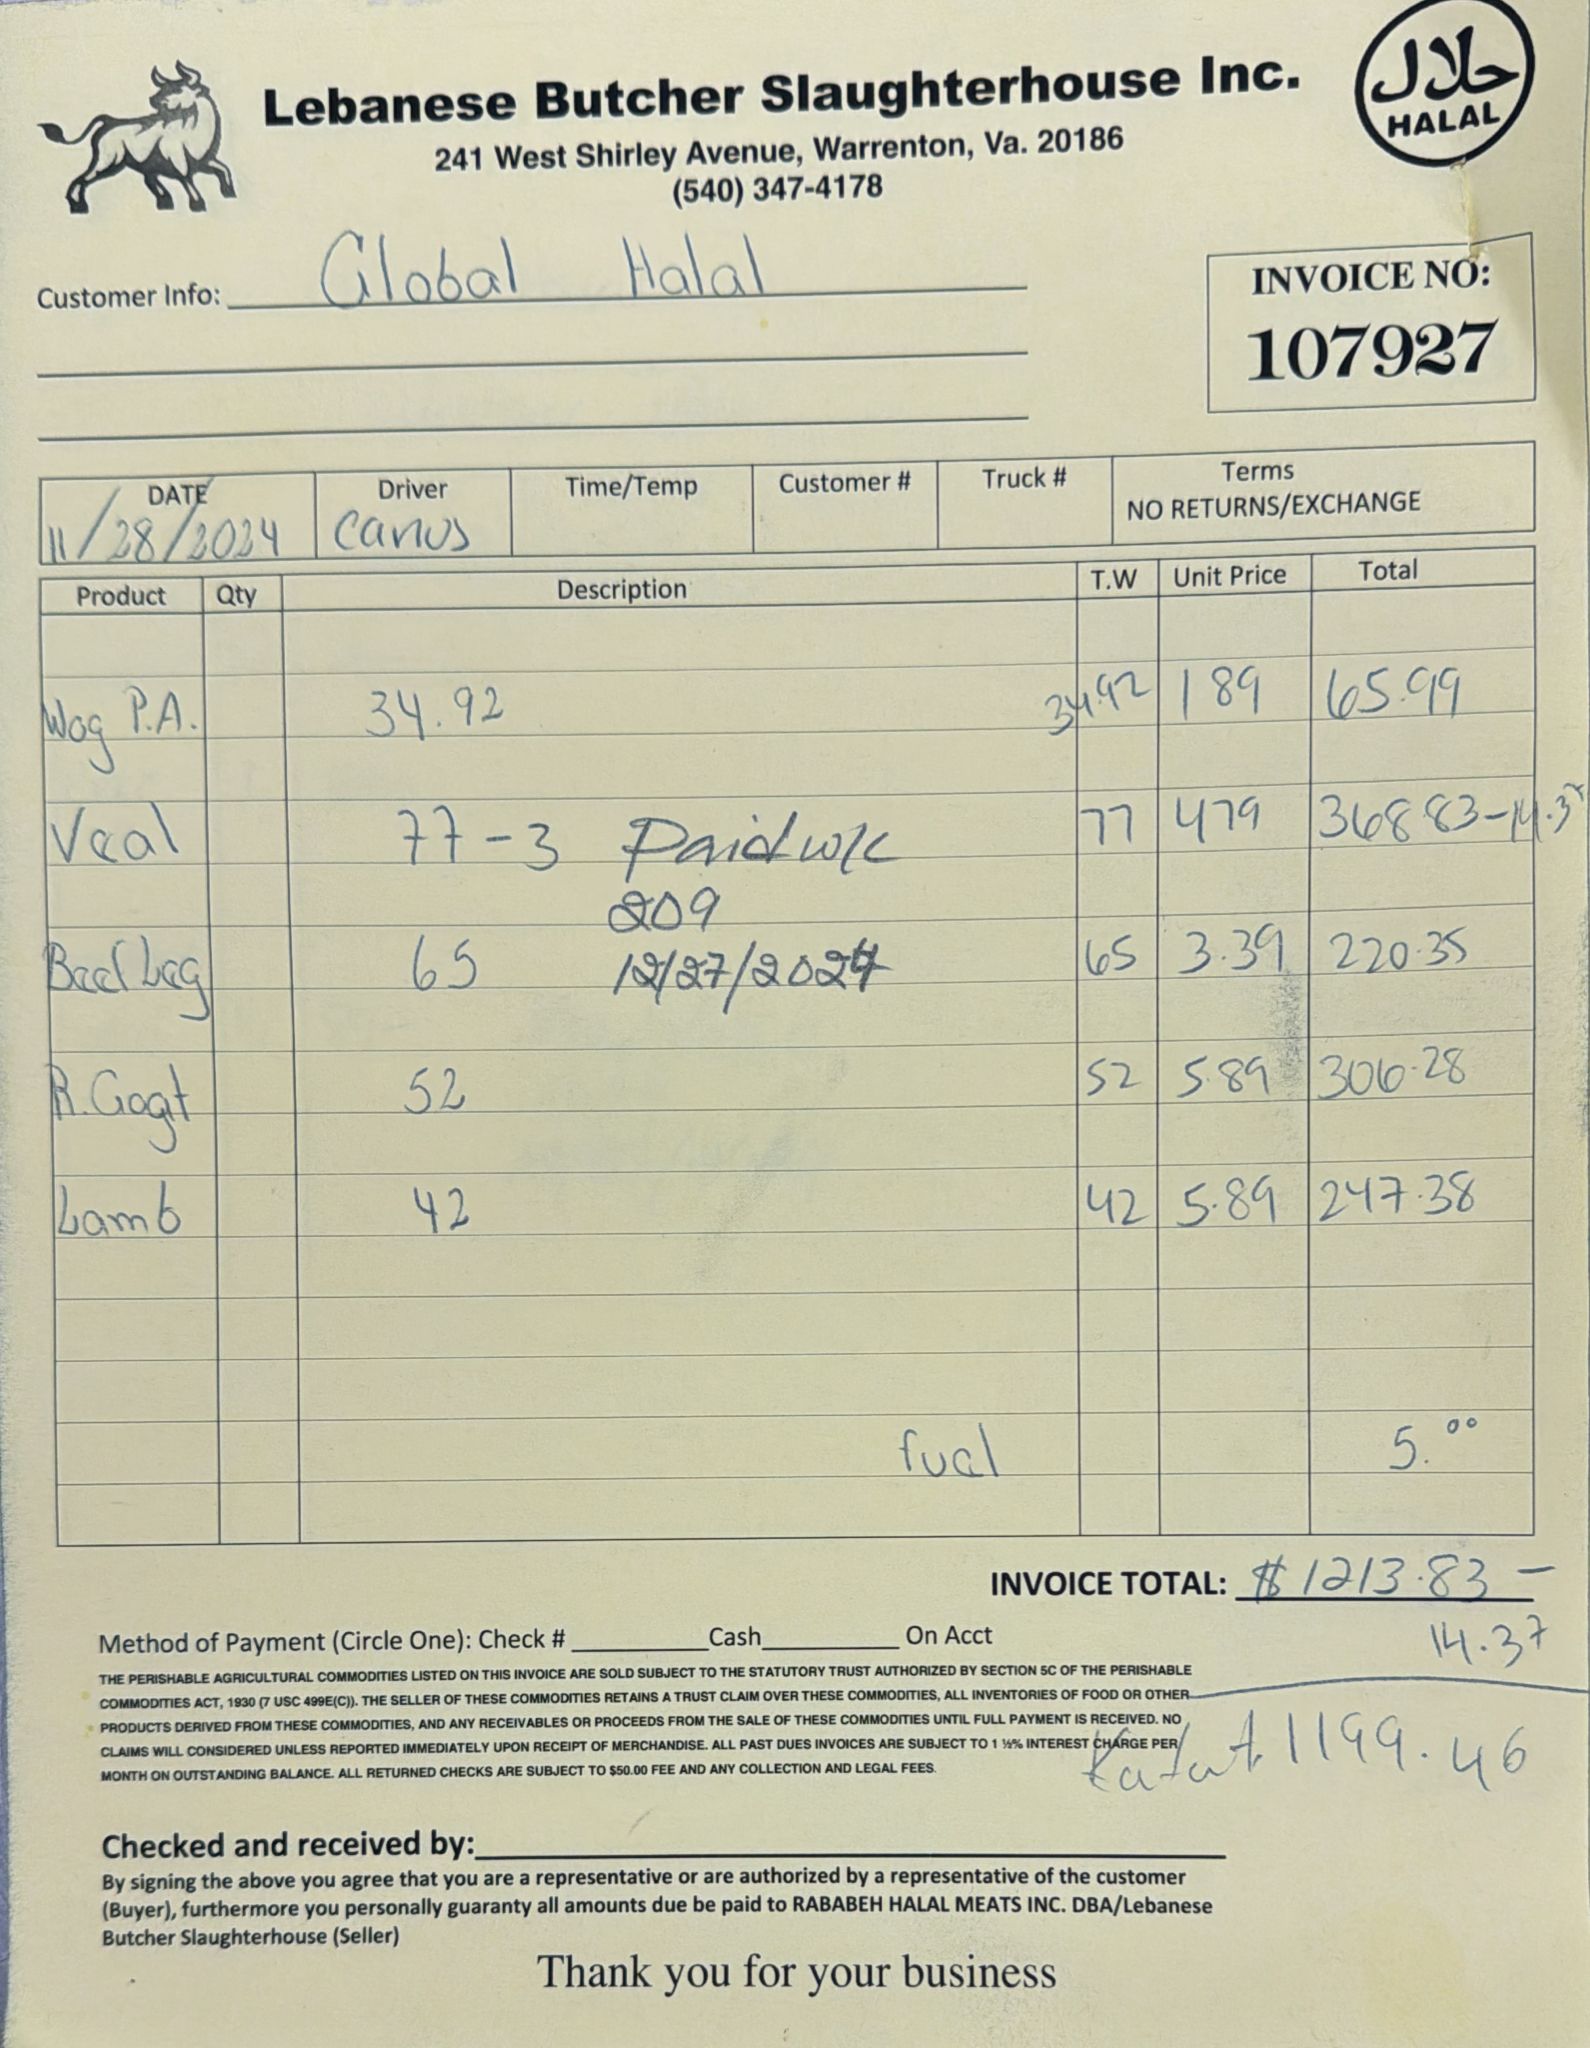 Lebanese Butcher Slaughterhouse Inc.
241 West Shirley Avenue, Warrenton, Va. 20186
(540) 347-4178
حلال
HALAL
Customer Info: Global Halal
INVOICE NO:
107927
DATE Driver Time/Temp Customer # Truck # Terms
NO RETURNS/EXCHANGE
11/28/2024
Product Qty Description T.W Unit Price Total
Wog P.A. 34.92 34.92 189 65.99
Veal 77-3 Paid w/c 77 479 36883-14.37
209
Beef Leg 65 12/27/2024 65 3.39 220.35
R.Goat 52 52 5.89 306.28
Lamb 42 42 5.89 247.38
fual 5.00
INVOICE TOTAL: $1213.83 -
14.37
Method of Payment (Circle One): Check # Cash On Acct
THE PERISHABLE AGRICULTURAL COMMODITIES LISTED ON THIS INVOICE ARE SOLD SUBJECT TO THE STATUTORY TRUST AUTHORIZED BY SECTION 5C OF THE PERISHABLE
COMMODITIES ACT, 1930 (7 USC 499E(C)). THE SELLER OF THESE COMMODITIES RETAINS A TRUST CLAIM OVER THESE COMMODITIES, ALL INVENTORIES OF FOOD OR OTHER
PRODUCTS DERIVED FROM THESE COMMODITIES, AND ANY RECEIVABLES OR PROCEEDS FROM THE SALE OF THESE COMMODITIES UNTIL FULL PAYMENT IS RECEIVED. NO
CLAIMS WILL CONSIDERED UNLESS REPORTED IMMEDIATELY UPON RECEIPT OF MERCHANDISE. ALL PAST DUES INVOICES ARE SUBJECT TO 1 ½% INTEREST CHARGE PER
MONTH ON OUTSTANDING BALANCE. ALL RETURNED CHECKS ARE SUBJECT TO $50.00 FEE AND ANY COLLECTION AND LEGAL FEES.
1199.46
Checked and received by:
By signing the above you agree that you are a representative or are authorized by a representative of the customer
(Buyer), furthermore you personally guaranty all amounts due be paid to RABABEH HALAL MEATS INC. DBA/Lebanese
Butcher Slaughterhouse (Seller)
Thank you for your business